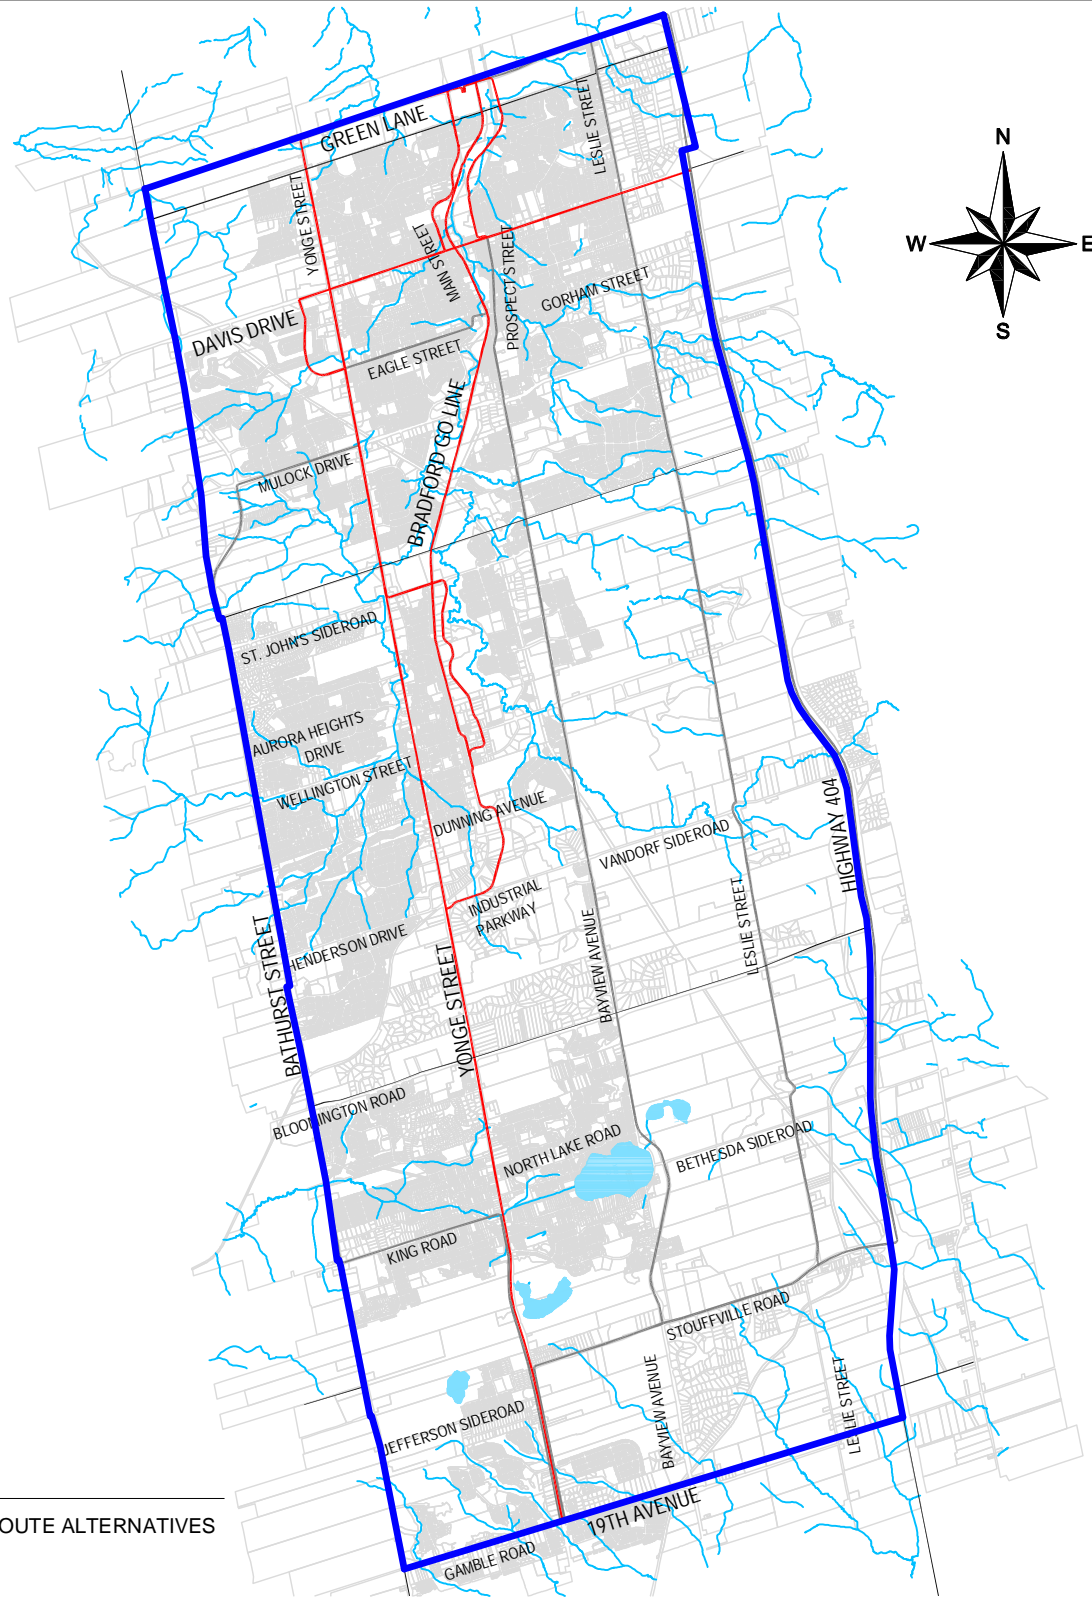 N
W E
S
GREEN LANE
LESLIE STREET
YONGE STREET
MAIN STREET
PROSPECT STREET
GORHAM STREET
DAVIS DRIVE
EAGLE STREET
BRADFORD GO LINE
MULOCK DRIVE
ST. JOHN'S SIDEROAD
AURORA HEIGHTS
DRIVE
WELLINGTON STREET
DUNNING AVENUE
VANDORF SIDEROAD
HIGHWAY 404
INDUSTRIAL
PARKWAY
LESLIE STREET
BAYVIEW AVENUE
HENDERSON DRIVE
BATHURST STREET
YONGE STREET
BLOOMINGTON ROAD
NORTH LAKE ROAD
BETHESDA SIDEROAD
KING ROAD
STOUFFVILLE ROAD
BAYVIEW AVENUE
LESLIE STREET
JEFFERSON SIDEROAD
19TH AVENUE
GAMBLE ROAD
OUTE ALTERNATIVES